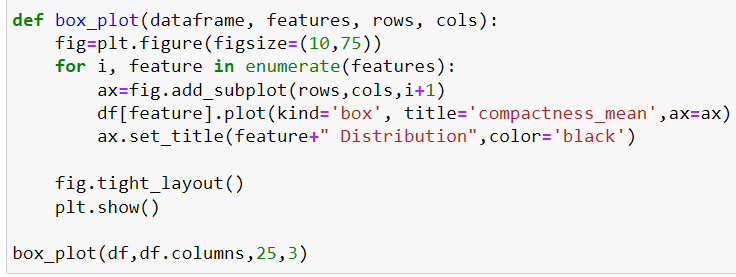 def box_plot(dataframe, features, rows, cols):
    fig=plt.figure(figsize=(10,75))
    for i, feature in enumerate(features):
        ax=fig.add_subplot(rows,cols,i+1)
        df[feature].plot(kind='box', title='compactness_mean',ax=ax)
        ax.set_title(feature+" Distribution",color='black')
    fig.tight_layout()
    plt.show()
box_plot(df,df.columns,25,3)